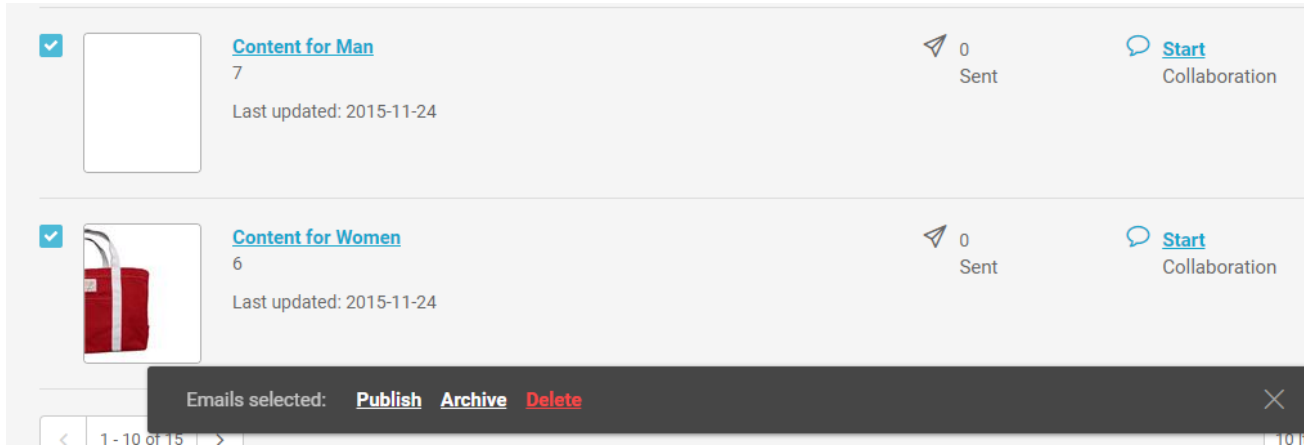 Content for Man
7
Last updated: 2015-11-24
0
Sent
Start
Collaboration
Content for Women
6
Last updated: 2015-11-24
0
Sent
Start
Collaboration
Emails selected: Publish Archive Delete
1 - 10 of 15
10